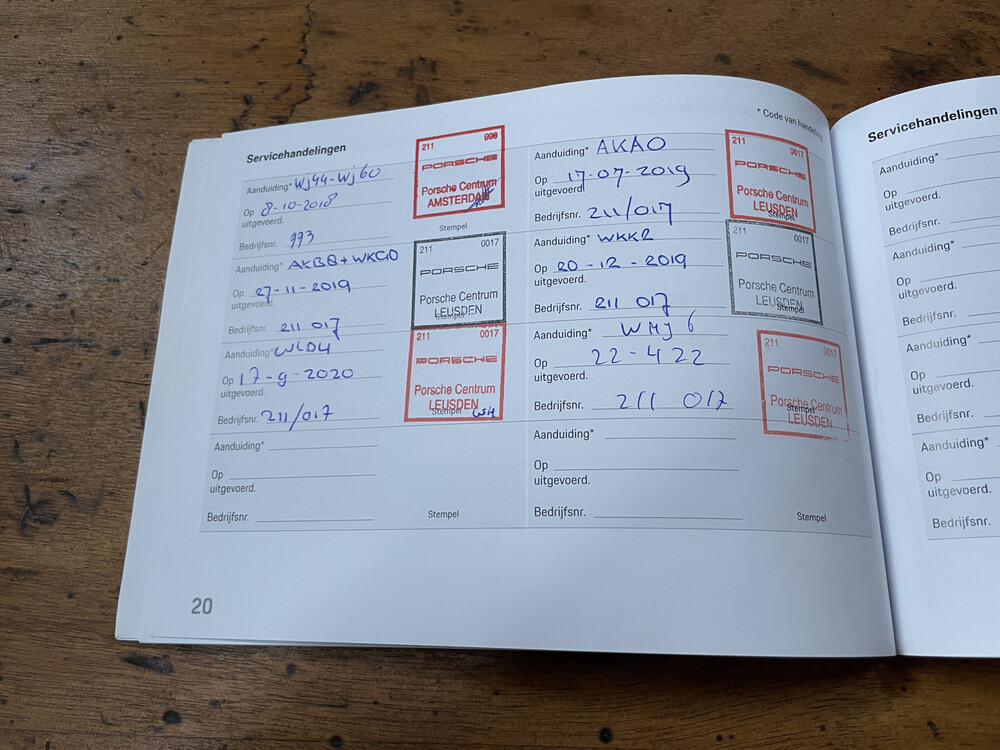 Servicehandelingen
* Code van handeling
Aanduiding* Wj44-Wj60
Op 8-10-2018
uitgevoerd.
Bedrijfsnr. 993
211
PORSCHE
Porsche Centrum
AMSTERDAM
Stempel
Aanduiding* AKAO
Op 17-07-2019
uitgevoerd.
Bedrijfsnr. 211/017
211 0017
PORSCHE
Porsche Centrum
LEUSDEN
Stempel
Aanduiding*
Op 27-11-2019
uitgevoerd.
Bedrijfsnr. 211 017
211 0017
PORSCHE
Porsche Centrum
LEUSDEN
Stempel
Aanduiding* WKK2
Op 20-12-2019
uitgevoerd.
Bedrijfsnr. 211 017
211 0017
PORSCHE
Porsche Centrum
LEUSDEN
Stempel
Aanduiding* WLD4
Op 17-9-2020
uitgevoerd.
Bedrijfsnr. 211/017
211 0017
PORSCHE
Porsche Centrum
LEUSDEN
Stempel
Aanduiding* WMj6
Op 22-4 22
uitgevoerd.
Bedrijfsnr. 211 017
211 0017
PORSCHE
Porsche Centrum
LEUSDEN
Stempel
Aanduiding*
Op
uitgevoerd.
Bedrijfsnr.
Stempel
Aanduiding*
Op
uitgevoerd.
Bedrijfsnr.
Stempel
20
Servicehandelingen
Aanduiding*
Op
uitgevoerd.
Bedrijfsnr.
Aanduiding*
Op
uitgevoerd.
Bedrijfsnr.
Aanduiding*
Op
uitgevoerd.
Bedrijfsnr.
Aanduiding*
Op
uitgevoerd.
Bedrijfsnr.